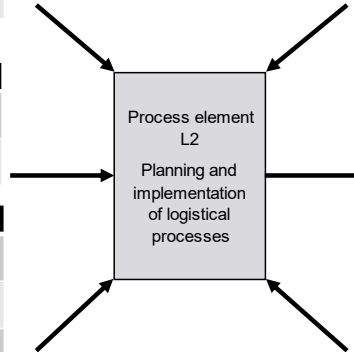 Process element
L2
Planning and
implementation
of logistical
processes